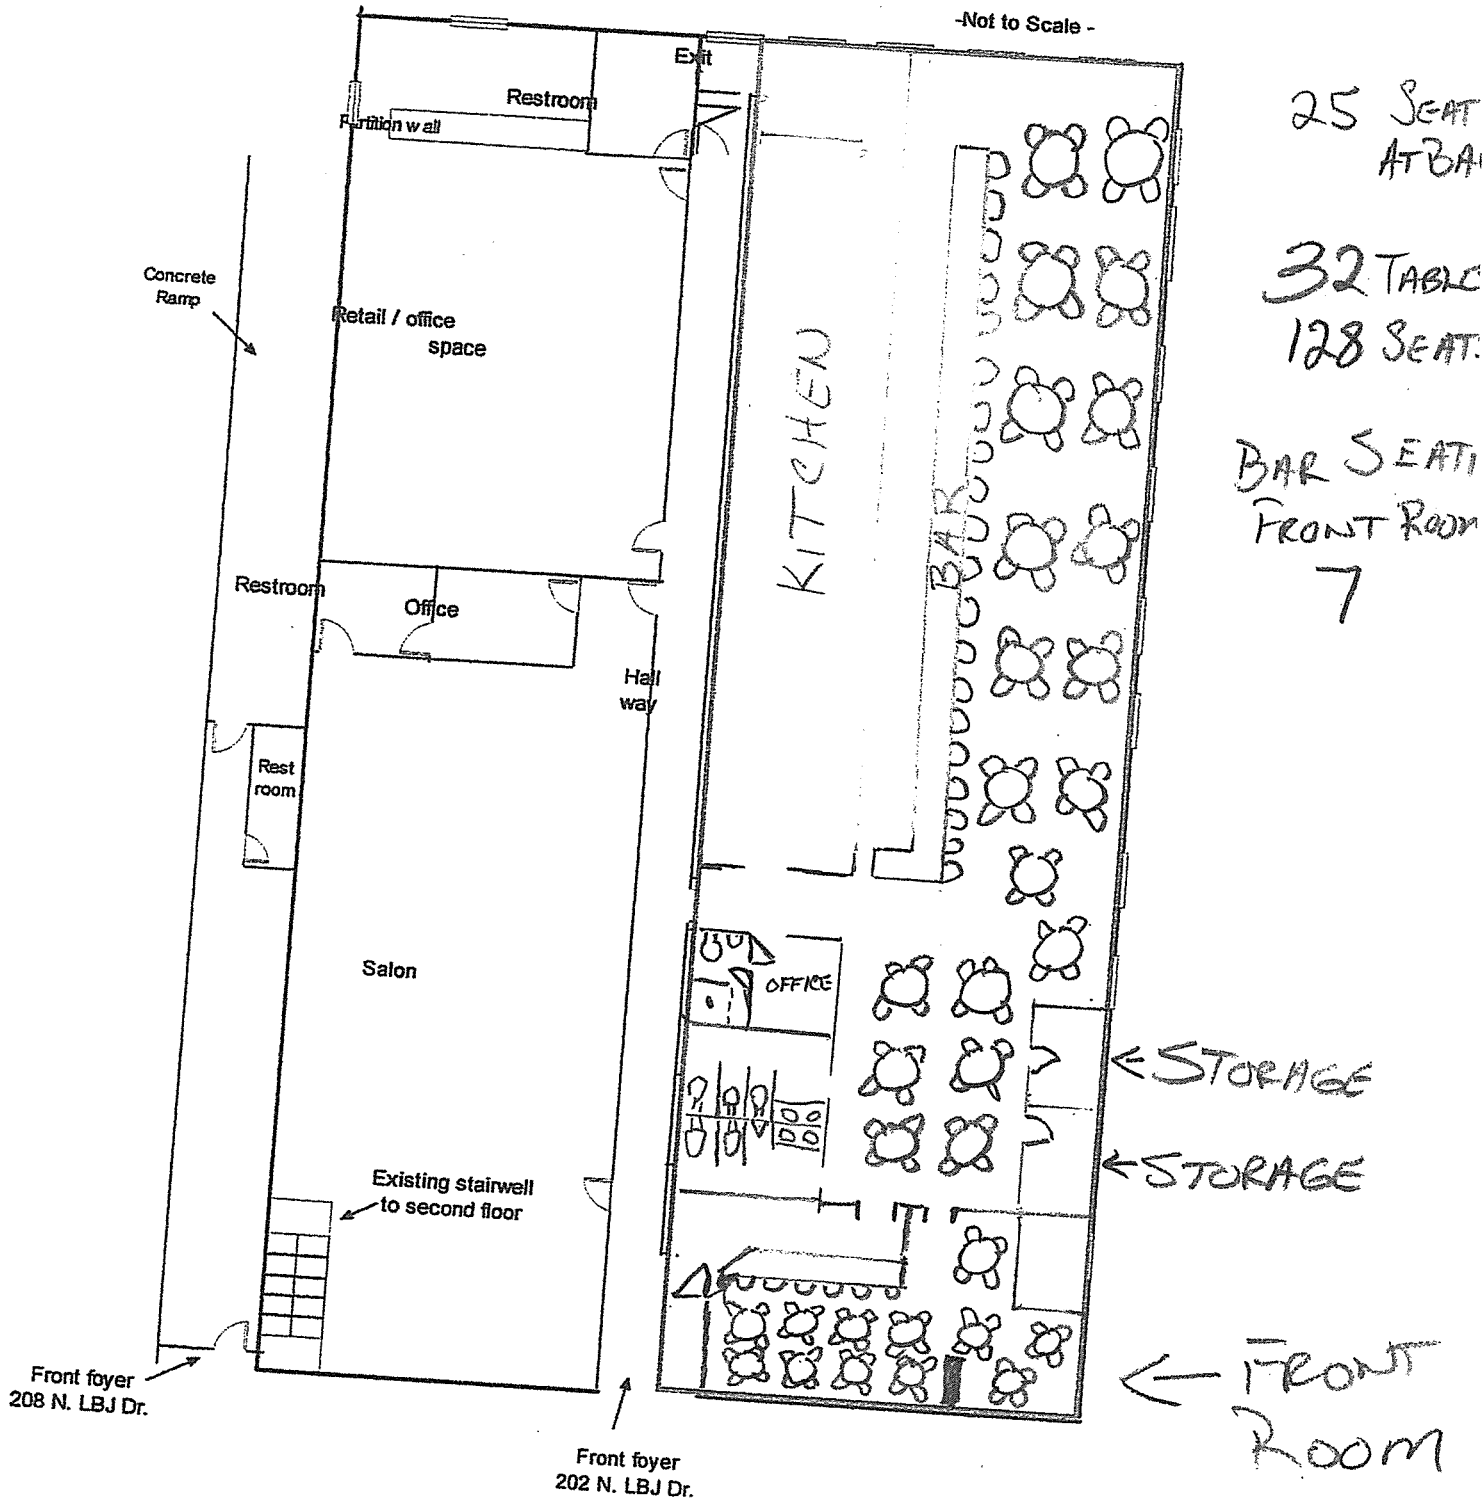 -Not to Scale -
Exit
Restroom
Partition wall
25 SEAT
AT BA
Concrete
Ramp
Retail / office
space
32 TABLE
128 SEAT
KITCHEN
BAR
BAR SEATI
FRONT ROOM
7
Restroom
Office
Hall
way
Rest
room
Salon
OFFICE
← STORAGE
← STORAGE
Existing stairwell
to second floor
← FRONT
ROOM
Front foyer
208 N. LBJ Dr.
Front foyer
202 N. LBJ Dr.